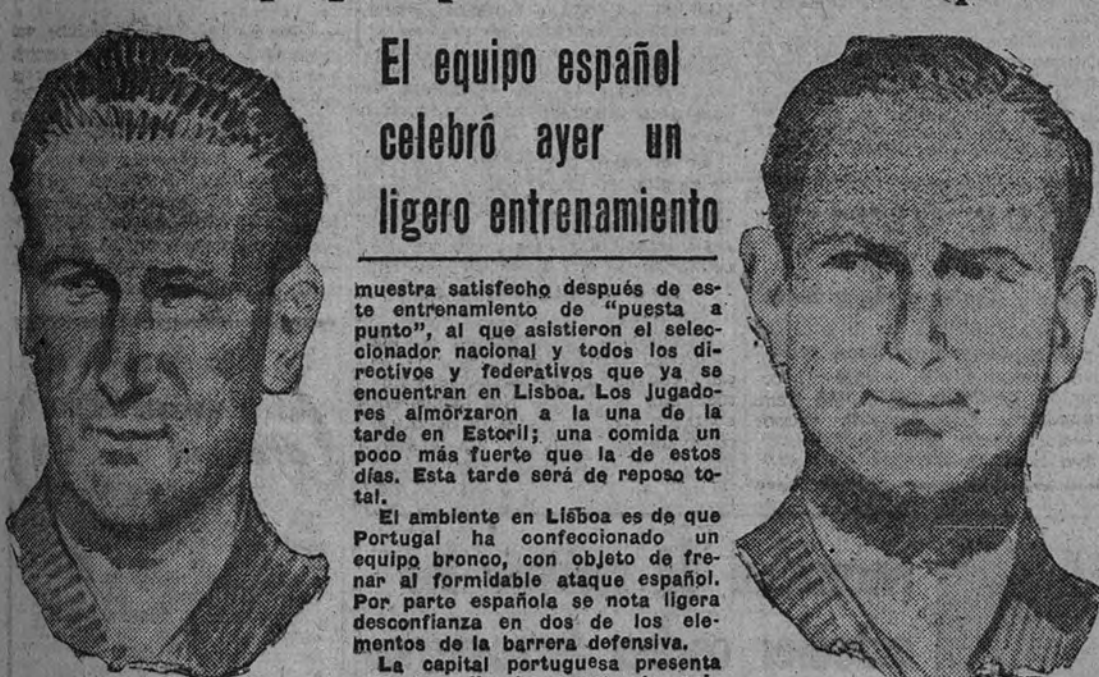 El equipo español
celebró ayer un
ligero entrenamiento
muestra satisfecho después de es-
te entrenamiento de “puesta a
punto”, al que asistieron el selec-
cionador nacional y todos los di-
rectivos y federativos que ya se
encuentran en Lisboa. Los jugado-
res almorzaron a la una de la
tarde en Estoril; una comida un
poco más fuerte que la de estos
días. Esta tarde será de reposo to-
tal.
El ambiente en Lisboa es de que
Portugal ha confeccionado un
equipo bronco, con objeto de fre-
nar al formidable ataque español.
Por parte española se nota ligera
desconfianza en dos de los ele-
mentos de la barrera defensiva.
La capital portuguesa presenta